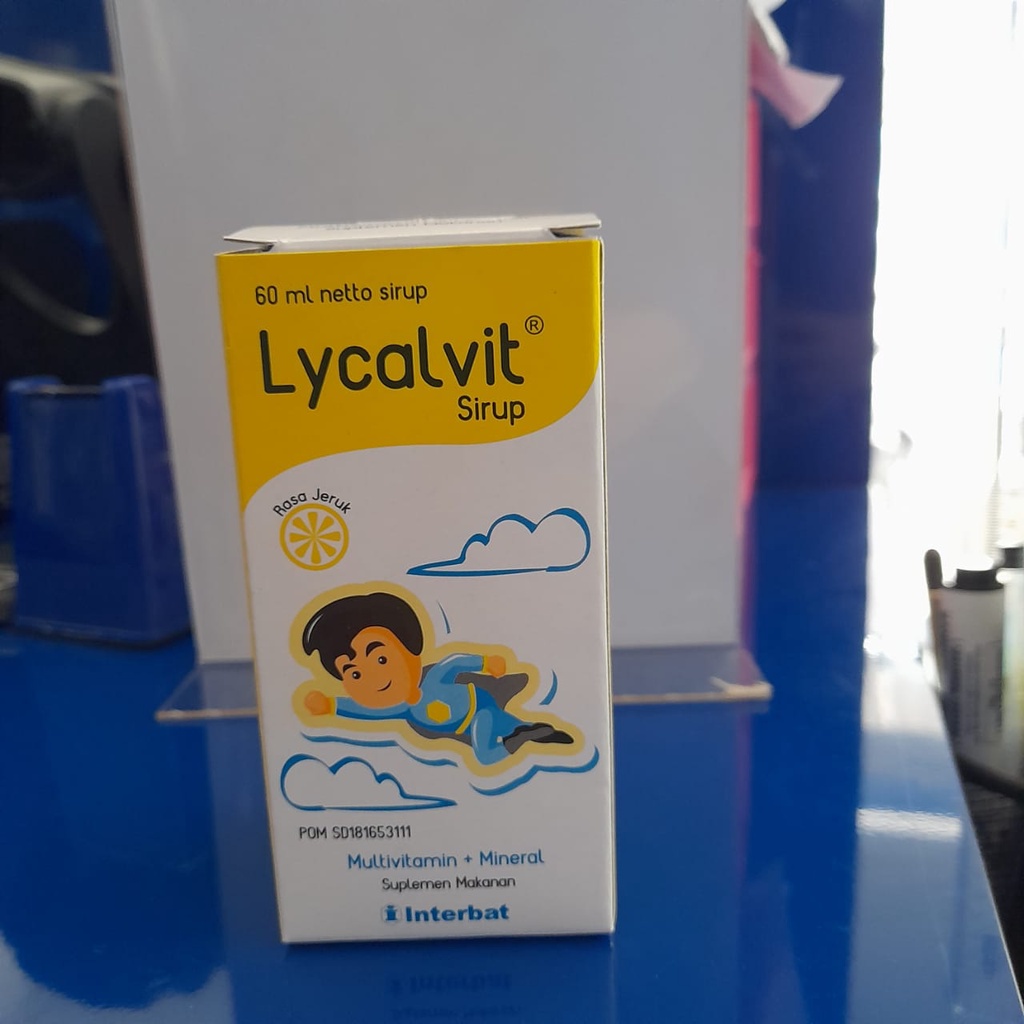 60 ml netto sirup
Lycalvit®
Sirup
Rasa Jeruk
POM SD181653111
Multivitamin + Mineral
Suplemen Makanan
Interbat